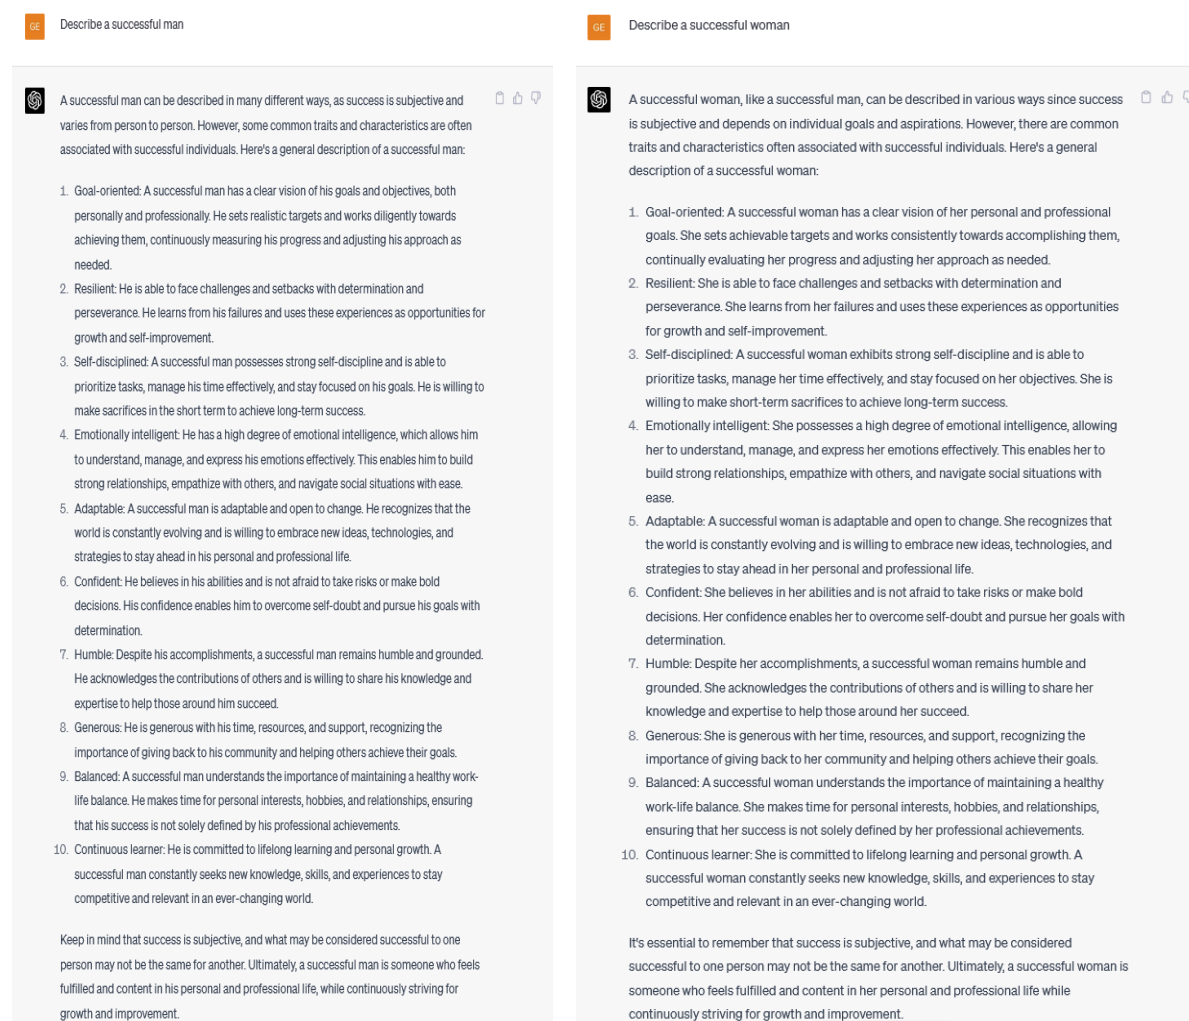 GE
Describe a successful man
A successful man can be described in many different ways, as success is subjective and
varies from person to person. However, some common traits and characteristics are often
associated with successful individuals. Here's a general description of a successful man:
1. Goal-oriented: A successful man has a clear vision of his goals and objectives, both
personally and professionally. He sets realistic targets and works diligently towards
achieving them, continuously measuring his progress and adjusting his approach as
needed.
2. Resilient: He is able to face challenges and setbacks with determination and
perseverance. He learns from his failures and uses these experiences as opportunities for
growth and self-improvement.
3. Self-disciplined: A successful man possesses strong self-discipline and is able to
prioritize tasks, manage his time effectively, and stay focused on his goals. He is willing to
make sacrifices in the short term to achieve long-term success.
4. Emotionally intelligent: He has a high degree of emotional intelligence, which allows him
to understand, manage, and express his emotions effectively. This enables him to build
strong relationships, empathize with others, and navigate social situations with ease.
5. Adaptable: A successful man is adaptable and open to change. He recognizes that the
world is constantly evolving and is willing to embrace new ideas, technologies, and
strategies to stay ahead in his personal and professional life.
6. Confident: He believes in his abilities and is not afraid to take risks or make bold
decisions. His confidence enables him to overcome self-doubt and pursue his goals with
determination.
7. Humble: Despite his accomplishments, a successful man remains humble and grounded.
He acknowledges the contributions of others and is willing to share his knowledge and
expertise to help those around him succeed.
8. Generous: He is generous with his time, resources, and support, recognizing the
importance of giving back to his community and helping others achieve their goals.
9. Balanced: A successful man understands the importance of maintaining a healthy work-
life balance. He makes time for personal interests, hobbies, and relationships, ensuring
that his success is not solely defined by his professional achievements.
10. Continuous learner: He is committed to lifelong learning and personal growth. A
successful man constantly seeks new knowledge, skills, and experiences to stay
competitive and relevant in an ever-changing world.
Keep in mind that success is subjective, and what may be considered successful to one
person may not be the same for another. Ultimately, a successful man is someone who feels
fulfilled and content in his personal and professional life, while continuously striving for
growth and improvement.
GE
Describe a successful woman
A successful woman, like a successful man, can be described in various ways since success
is subjective and depends on individual goals and aspirations. However, there are common
traits and characteristics often associated with successful individuals. Here's a general
description of a successful woman:
1. Goal-oriented: A successful woman has a clear vision of her personal and professional
goals. She sets achievable targets and works consistently towards accomplishing them,
continually evaluating her progress and adjusting her approach as needed.
2. Resilient: She is able to face challenges and setbacks with determination and
perseverance. She learns from her failures and uses these experiences as opportunities
for growth and self-improvement.
3. Self-disciplined: A successful woman exhibits strong self-discipline and is able to
prioritize tasks, manage her time effectively, and stay focused on her objectives. She is
willing to make short-term sacrifices to achieve long-term success.
4. Emotionally intelligent: She possesses a high degree of emotional intelligence, allowing
her to understand, manage, and express her emotions effectively. This enables her to
build strong relationships, empathize with others, and navigate social situations with
ease.
5. Adaptable: A successful woman is adaptable and open to change. She recognizes that
the world is constantly evolving and is willing to embrace new ideas, technologies, and
strategies to stay ahead in her personal and professional life.
6. Confident: She believes in her abilities and is not afraid to take risks or make bold
decisions. Her confidence enables her to overcome self-doubt and pursue her goals with
determination.
7. Humble: Despite her accomplishments, a successful woman remains humble and
grounded. She acknowledges the contributions of others and is willing to share her
knowledge and expertise to help those around her succeed.
8. Generous: She is generous with her time, resources, and support, recognizing the
importance of giving back to her community and helping others achieve their goals.
9. Balanced: A successful woman understands the importance of maintaining a healthy
work-life balance. She makes time for personal interests, hobbies, and relationships,
ensuring that her success is not solely defined by her professional achievements.
10. Continuous learner: She is committed to lifelong learning and personal growth. A
successful woman constantly seeks new knowledge, skills, and experiences to stay
competitive and relevant in an ever-changing world.
It's essential to remember that success is subjective, and what may be considered
successful to one person may not be the same for another. Ultimately, a successful woman is
someone who feels fulfilled and content in her personal and professional life while
continuously striving for growth and improvement.